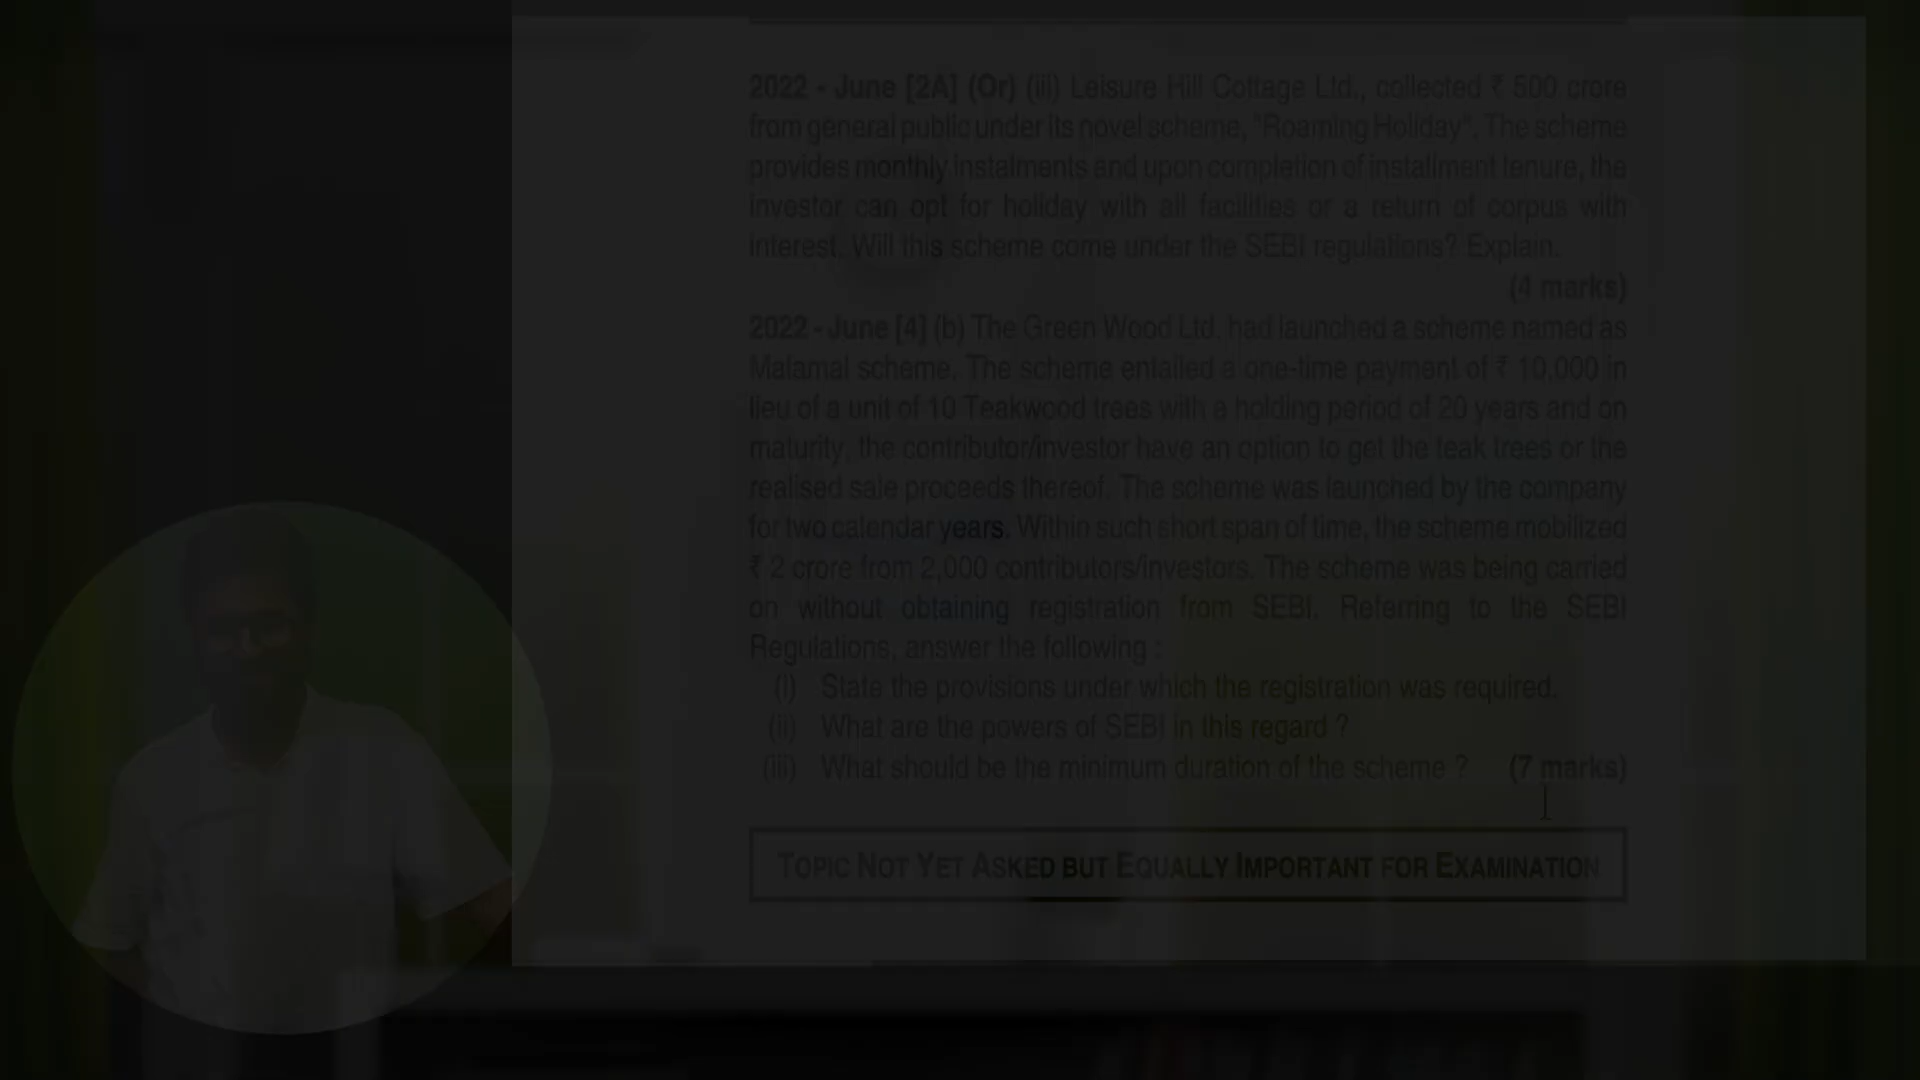 2022 - June [2A] (Or) (iii) Leisure Hill Cottage Ltd., collected ₹ 500 crore
from general public under its novel scheme, "Roaming Holiday". The scheme
provides monthly instalments and upon completion of installment tenure, the
investor can opt for holiday with all facilities or a return of corpus with
interest. Will this scheme come under the SEBI regulations? Explain.
(4 marks)
2022 - June [4] (b) The Green Wood Ltd. had launched a scheme named as
Malamal scheme. The scheme entailed a one-time payment of ₹ 10,000 in
lieu of a unit of 10 Teakwood trees with a holding period of 20 years and on
maturity, the contributor/investor have an option to get the teak trees or the
realised sale proceeds thereof. The scheme was launched by the company
for two calendar years. Within such short span of time, the scheme mobilized
₹ 2 crore from 2,000 contributors/investors. The scheme was being carried
on without obtaining registration from SEBI. Referring to the SEBI
Regulations, answer the following :
(i) State the provisions under which the registration was required.
(ii) What are the powers of SEBI in this regard ?
(iii) What should be the minimum duration of the scheme ? (7 marks)
TOPIC NOT YET ASKED BUT EQUALLY IMPORTANT FOR EXAMINATION